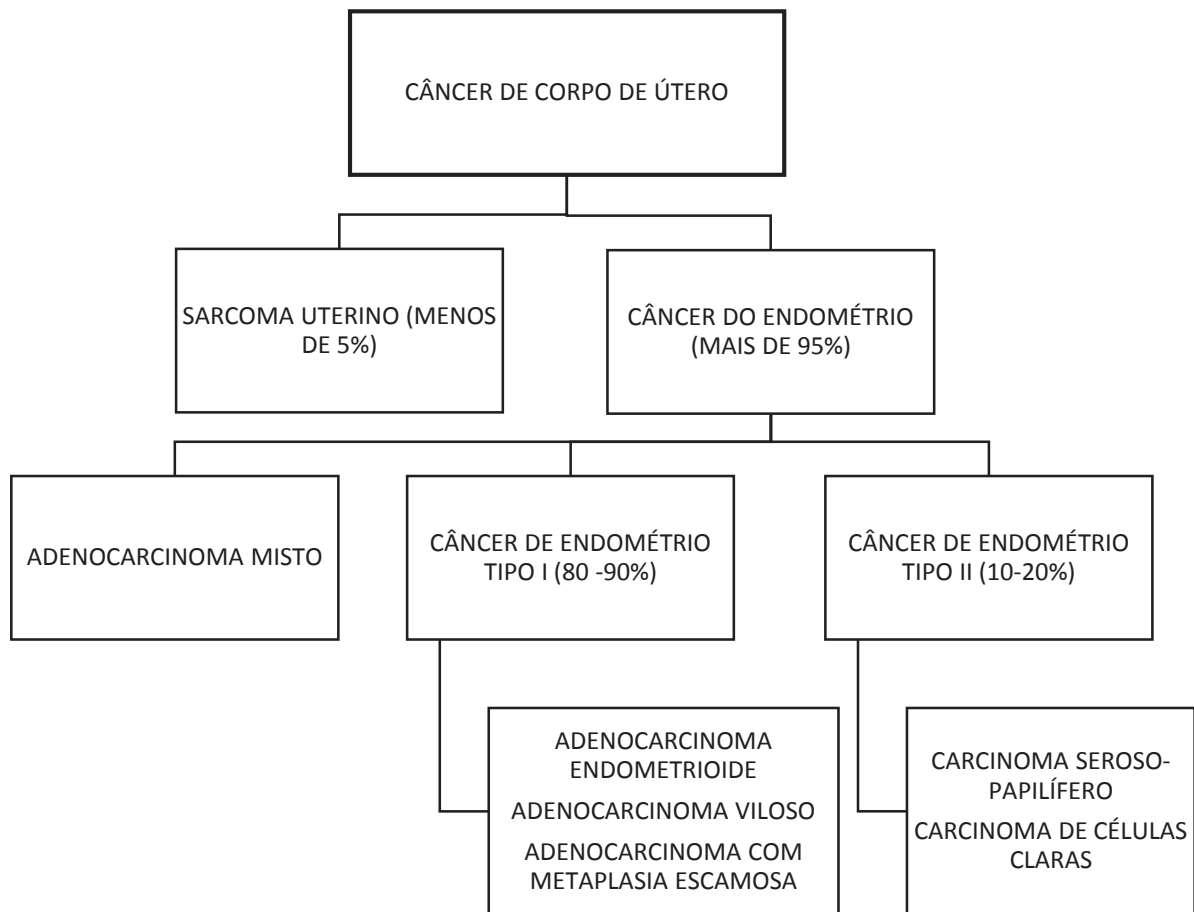 CÂNCER DE CORPO DE ÚTERO
SARCOMA UTERINO (MENOS
DE 5%)
CÂNCER DO ENDOMÉTRIO
(MAIS DE 95%)
ADENOCARCINOMA MISTO
CÂNCER DE ENDOMÉTRIO
TIPO I (80 -90%)
CÂNCER DE ENDOMÉTRIO
TIPO II (10-20%)
ADENOCARCINOMA
ENDOMETRIOIDE
ADENOCARCINOMA VILOSO
ADENOCARCINOMA COM
METAPLASIA ESCAMOSA
CARCINOMA SEROSO-
PAPILÍFERO
CARCINOMA DE CÉLULAS
CLARAS